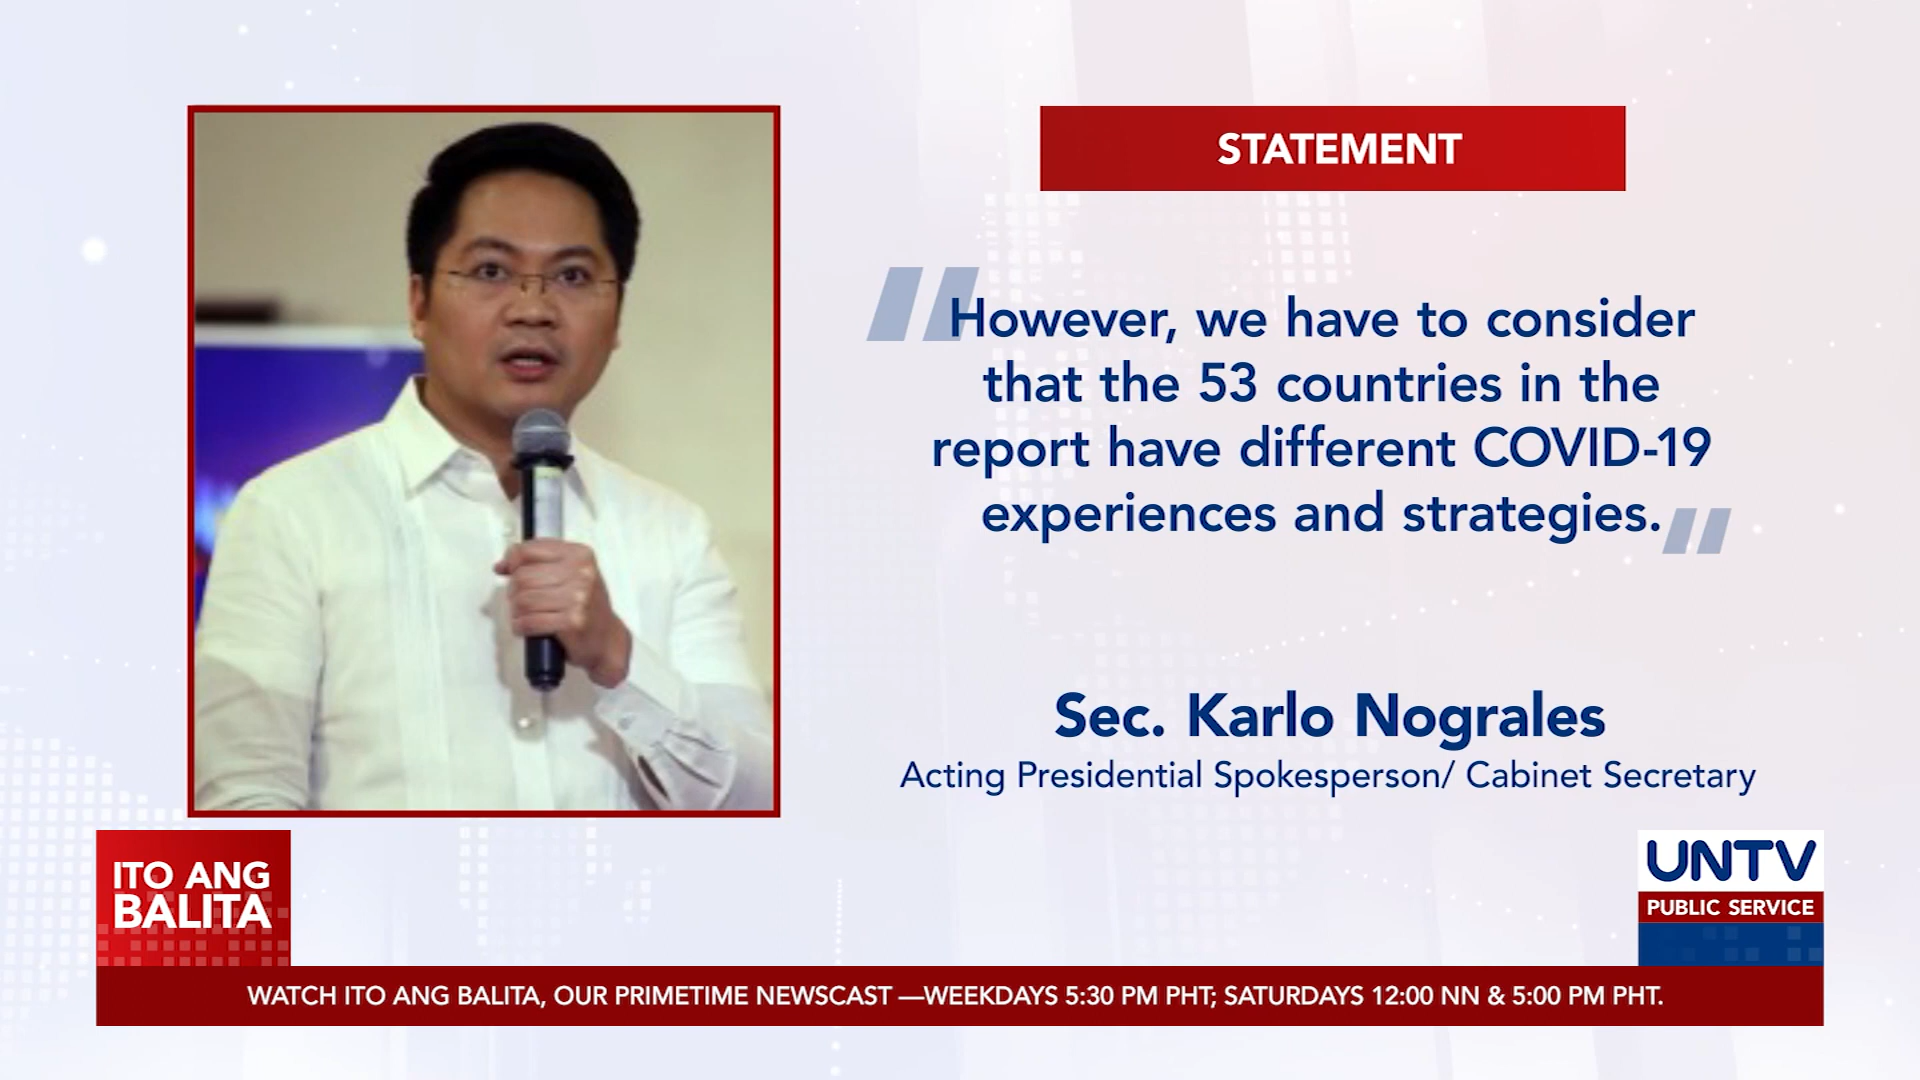 STATEMENT
"However, we have to consider
that the 53 countries in the
report have different COVID-19
experiences and strategies."
Sec. Karlo Nograles
Acting Presidential Spokesperson/ Cabinet Secretary
ITO ANG
BALITA
UNTV
PUBLIC SERVICE
WATCH ITO ANG BALITA, OUR PRIMETIME NEWSCAST —WEEKDAYS 5:30 PM PHT; SATURDAYS 12:00 NN & 5:00 PM PHT.